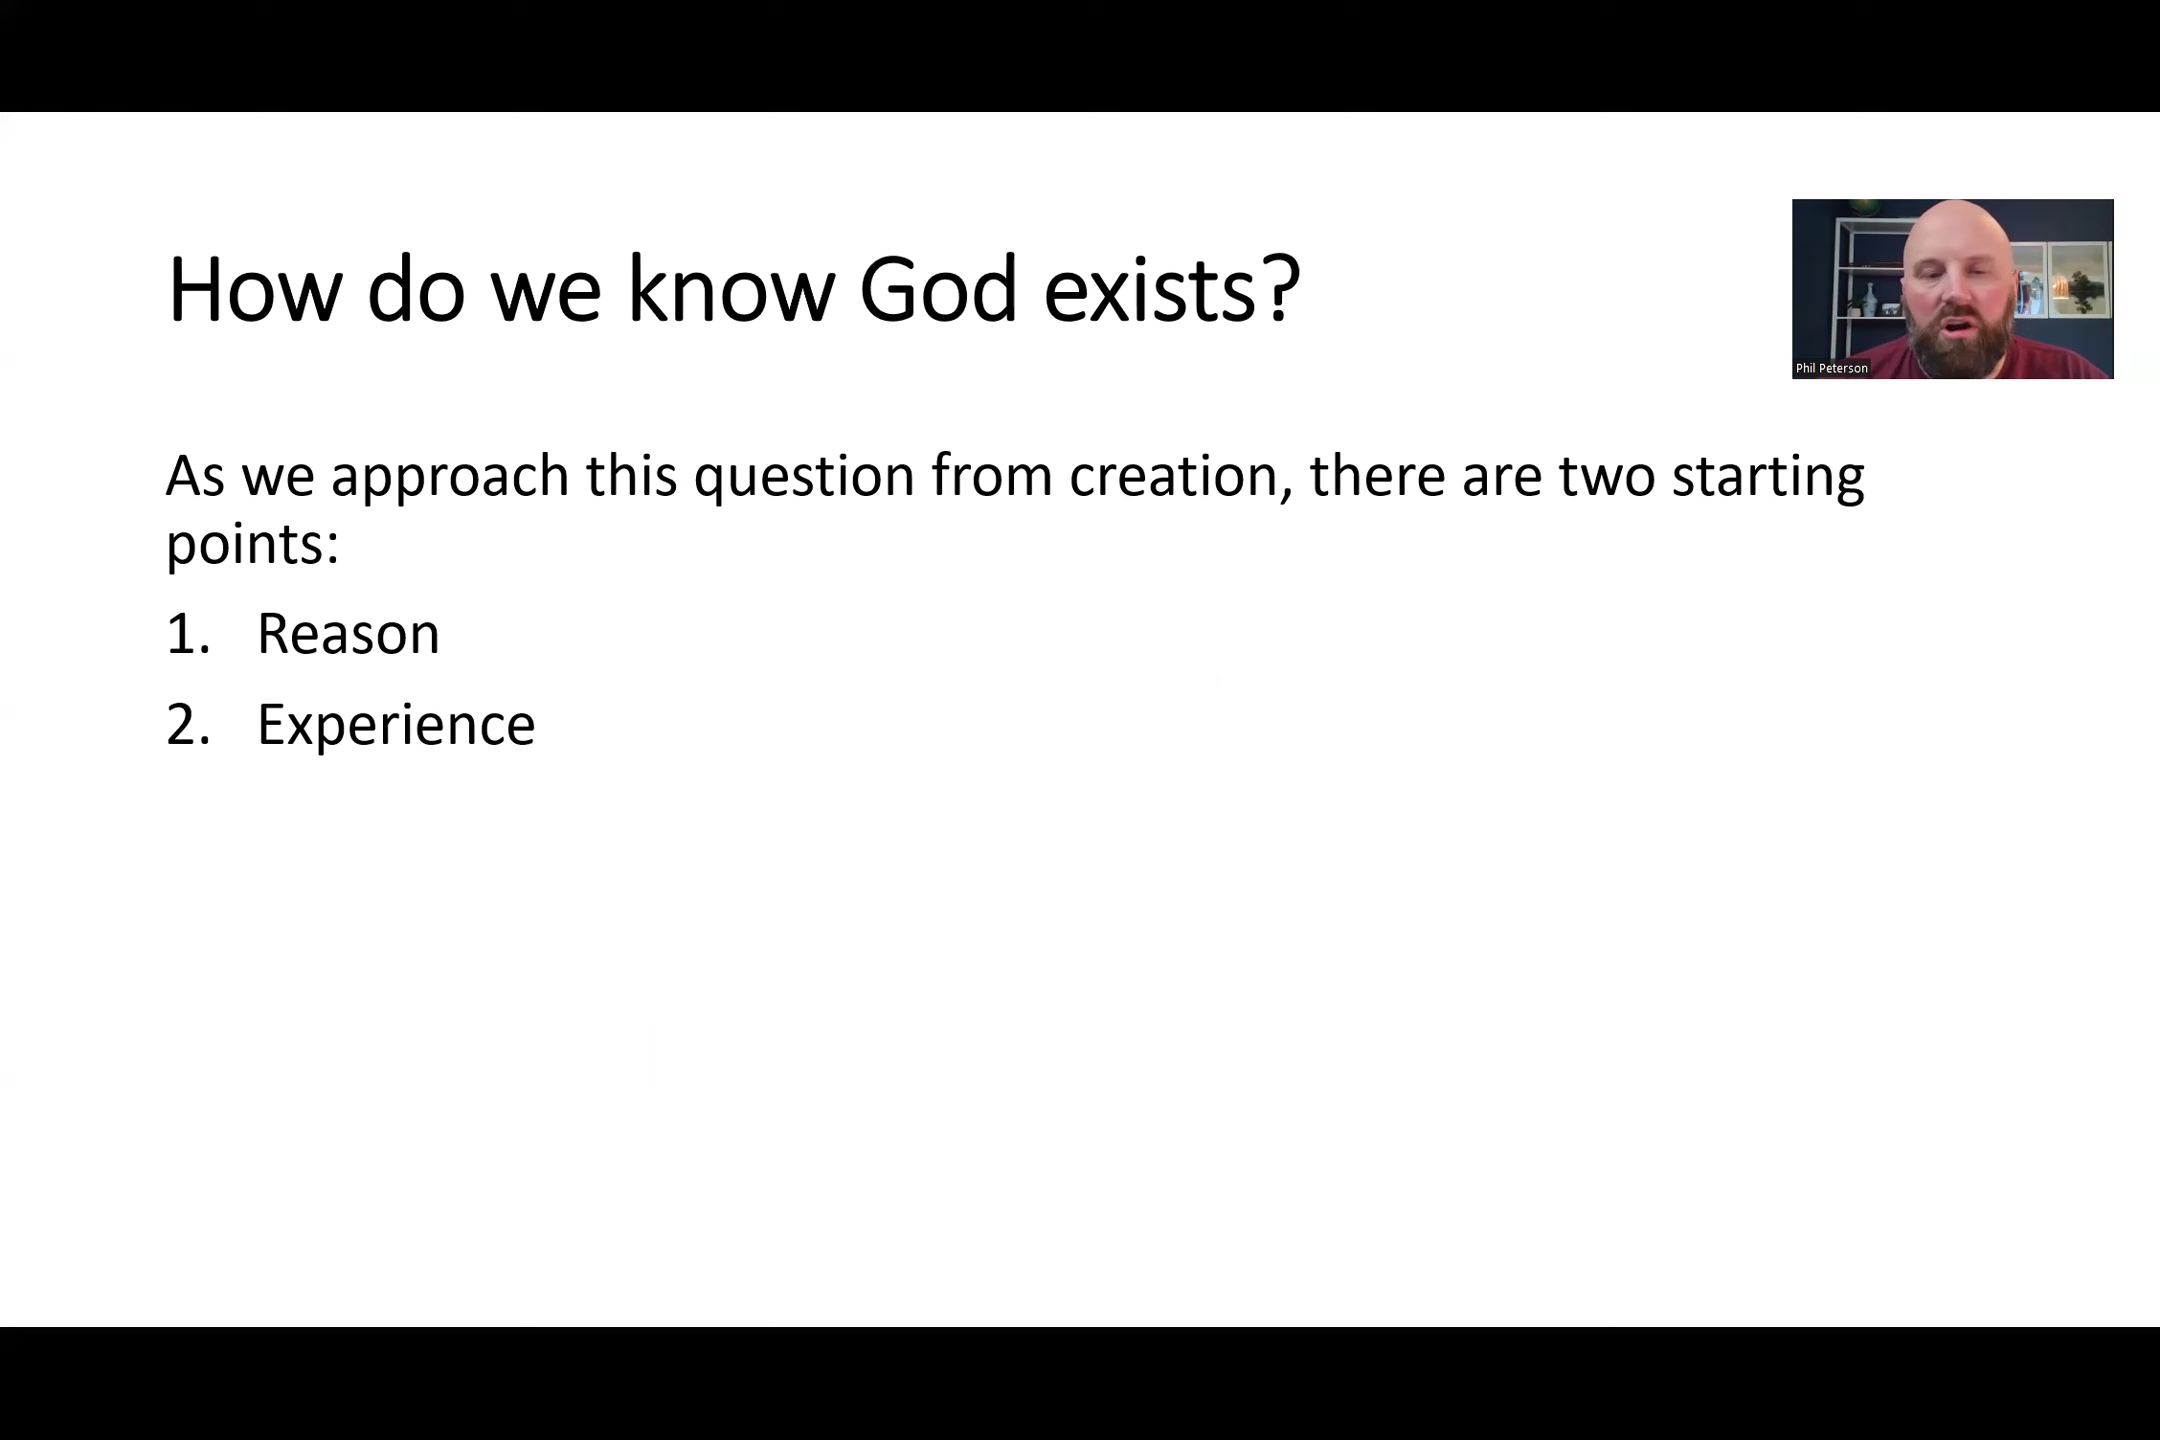 How do we know God exists?
Phil Peterson
As we approach this question from creation, there are two starting
points:
1. Reason
2. Experience